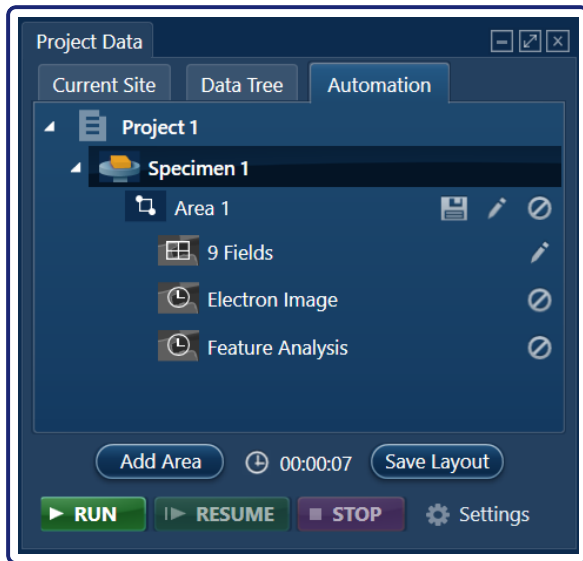 Project Data
Current Site Data Tree Automation
Project 1
Specimen 1
Area 1
9 Fields
Electron Image
Feature Analysis
Add Area 00:00:07 Save Layout
RUN RESUME STOP Settings